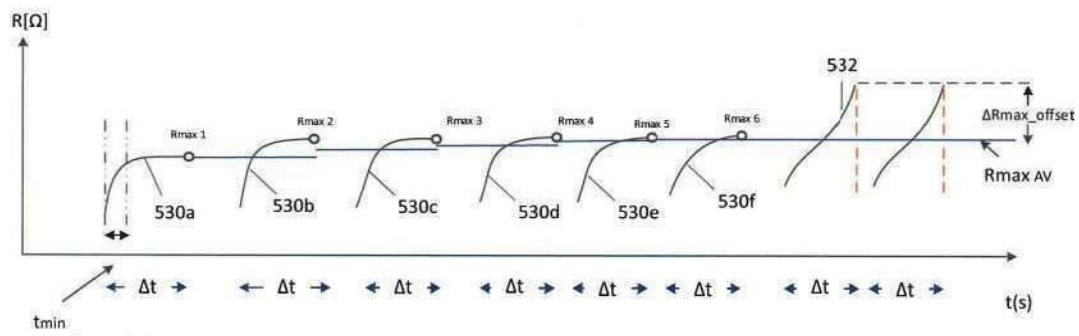 R[Ω]
532
Rmax 1
Rmax 2
Rmax 3
Rmax 4
Rmax 5
Rmax 6
ΔRmax_offset
Rmax AV
530a
530b
530c
530d
530e
530f
Δt
Δt
Δt
Δt
Δt
Δt
Δt
Δt
t(s)
tmin